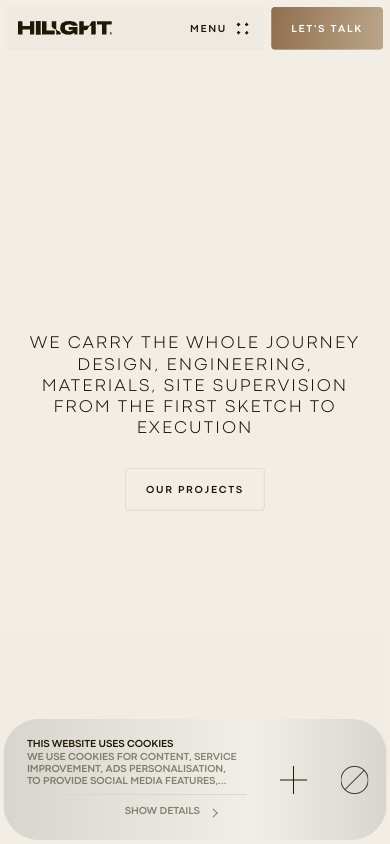 HILLGHT.
MENU
LET'S TALK
WE CARRY THE WHOLE JOURNEY
DESIGN, ENGINEERING,
MATERIALS, SITE SUPERVISION
FROM THE FIRST SKETCH TO
EXECUTION
OUR PROJECTS
THIS WEBSITE USES COOKIES
WE USE COOKIES FOR CONTENT, SERVICE
IMPROVEMENT, ADS PERSONALISATION,
TO PROVIDE SOCIAL MEDIA FEATURES,...
SHOW DETAILS